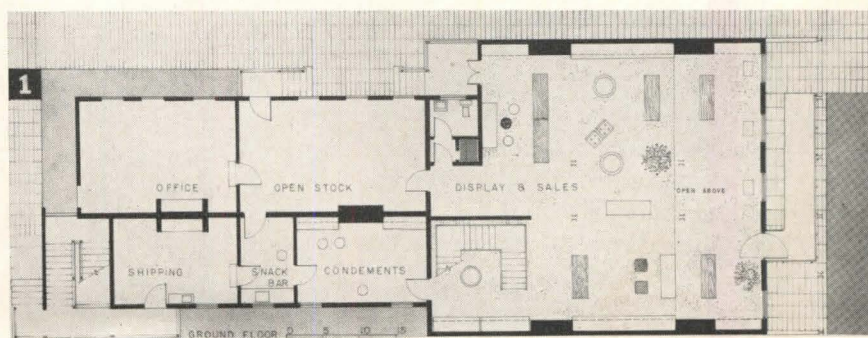 1
OFFICE
OPEN STOCK
DISPLAY & SALES
OPEN ABOVE
SHIPPING
SNACK BAR
CONDEMENTS
GROUND FLOOR 0 5 10 15